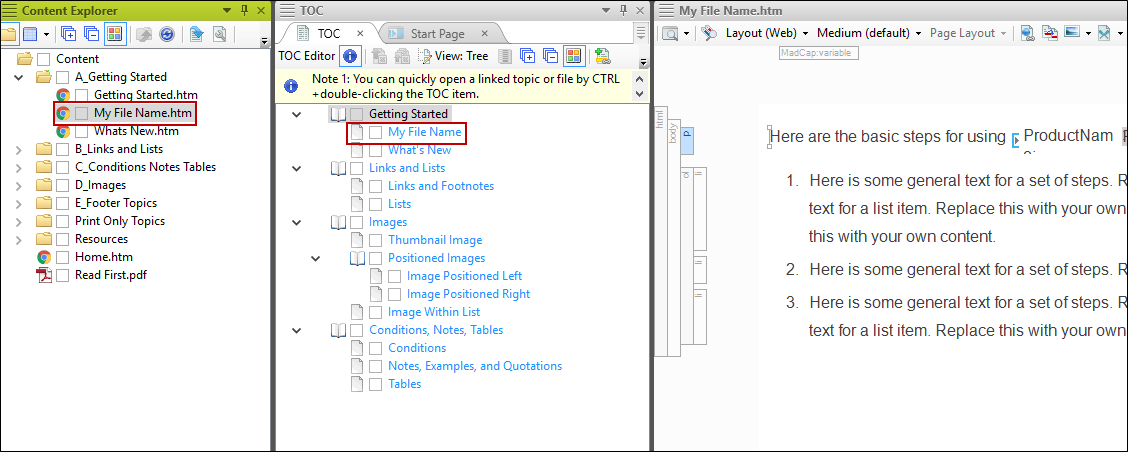 Content Explorer
Content
A_Getting Started
Getting Started.htm
My File Name.htm
Whats New.htm
B_Links and Lists
C_Conditions Notes Tables
D_Images
E_Footer Topics
Print Only Topics
Resources
Home.htm
Read First.pdf
TOC
TOC
Start Page
TOC Editor
View: Tree
Note 1: You can quickly open a linked topic or file by CTRL
+double-clicking the TOC item.
Getting Started
My File Name
What's New
Links and Lists
Links and Footnotes
Lists
Images
Thumbnail Image
Positioned Images
Image Positioned Left
Image Positioned Right
Image Within List
Conditions, Notes, Tables
Conditions
Notes, Examples, and Quotations
Tables
My File Name.htm
Layout (Web)
Medium (default)
Page Layout
MadCap:variable
html
body
p
ol
li
li
li
Here are the basic steps for using ProductNam
1. Here is some general text for a set of steps. R
text for a list item. Replace this with your own
this with your own content.
2. Here is some general text for a set of steps. R
3. Here is some general text for a set of steps. R
text for a list item. Replace this with your own